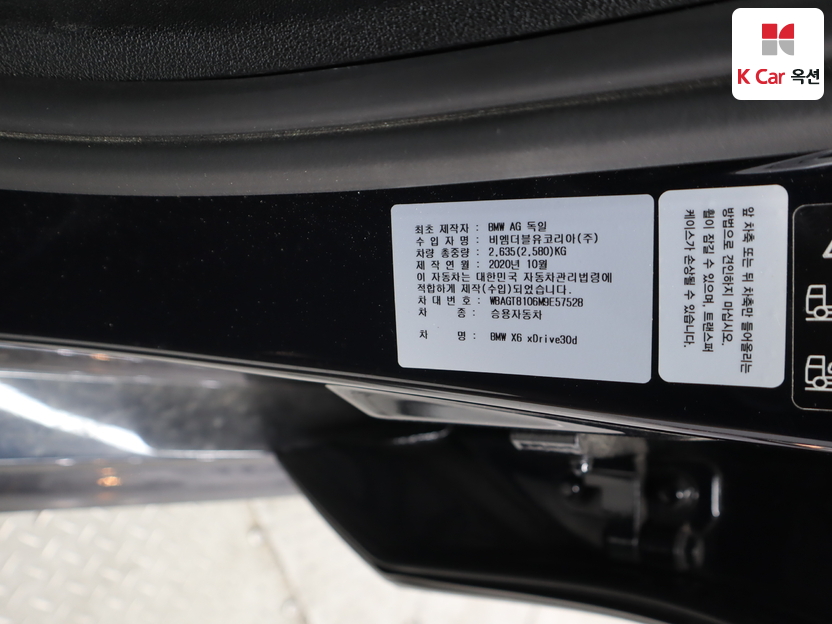 K Car 옥션
최초 제작자 : BMW AG 독일
수 입 자 명 : 비엠더블유코리아(주)
차량 총중량 : 2,635(2,580)KG
제 작 연 월 : 2020년 10월
이 자동차는 대한민국 자동차관리법령에
적합하게 제작(수입)되었습니다.
차 대 번 호 : WBAGT8106M9E57528
차 종 : 승용자동차
차 명 : BMW X6 xDrive30d
앞 차축 또는 뒤 차축만 들어올리는
방법으로 견인하지 마십시오.
휠이 잠길 수 있으며, 트랜스퍼
케이스가 손상될 수 있습니다.